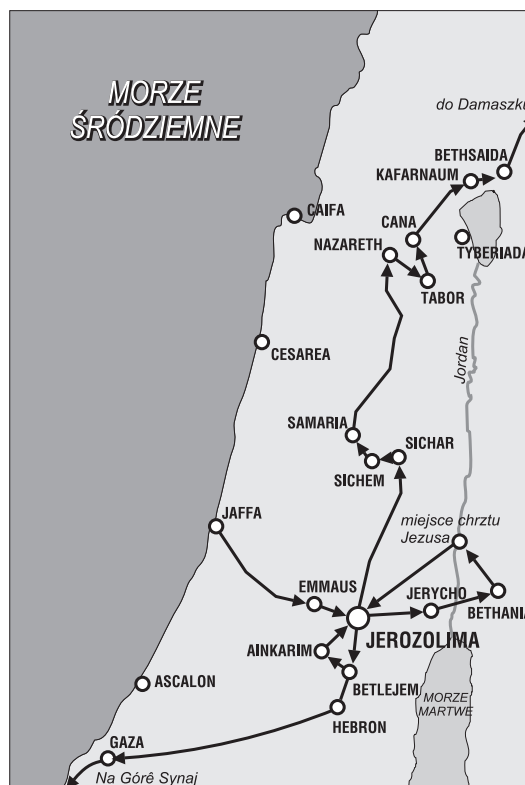 MORZE
ŚRÓDZIEMNE
do Damaszku
BETHSAIDA
KAFARNAUM
CAIFA
CANA
NAZARETH
TYBERIADA
TABOR
CESAREA
Jordan
SAMARIA
SICHAR
SICHEM
JAFFA
miejsce chrztu
Jezusa
EMMAUS
JERYCHO
BETHANIA
JEROZOLIMA
AINKARIM
ASCALON
BETLEJEM
MORZE
MARTWE
HEBRON
GAZA
Na Górê Synaj